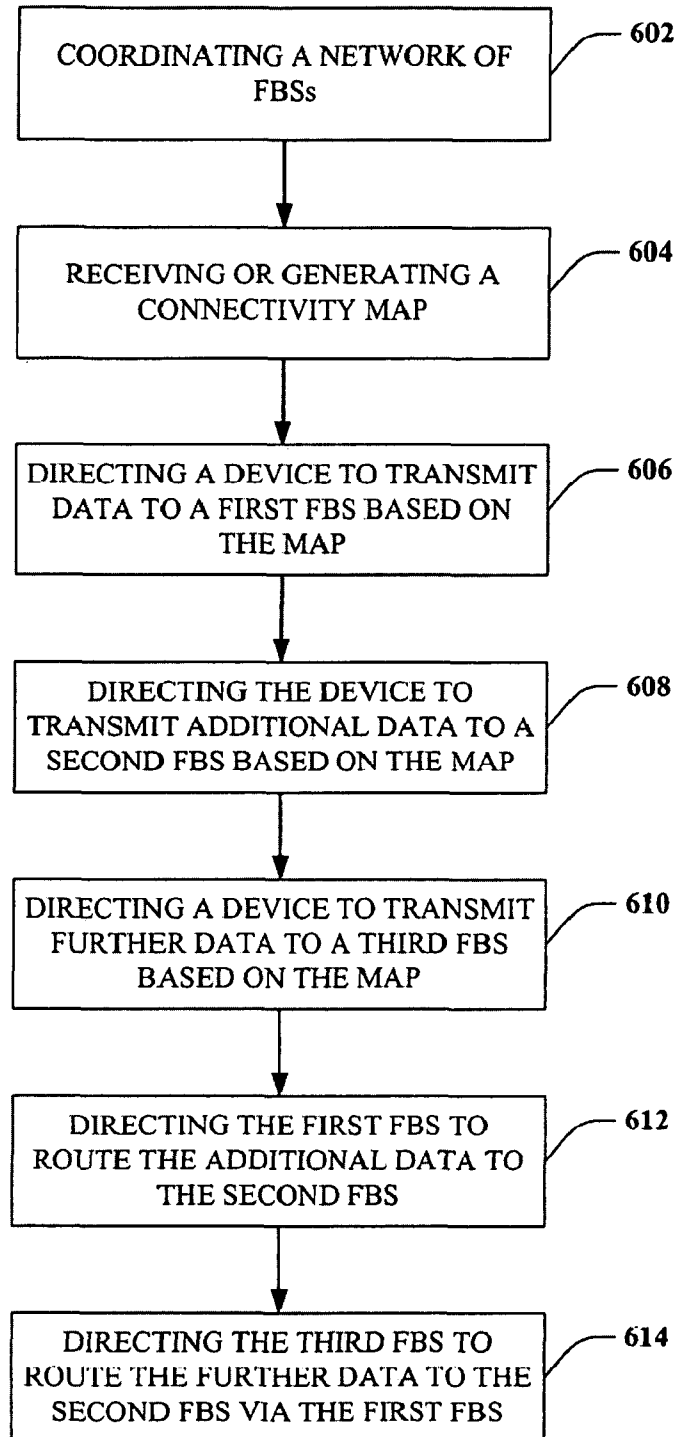 COORDINATING A NETWORK OF
FBSs
602
RECEIVING OR GENERATING A
CONNECTIVITY MAP
604
DIRECTING A DEVICE TO TRANSMIT
DATA TO A FIRST FBS BASED ON
THE MAP
606
DIRECTING THE DEVICE TO
TRANSMIT ADDITIONAL DATA TO A
SECOND FBS BASED ON THE MAP
608
DIRECTING A DEVICE TO TRANSMIT
FURTHER DATA TO A THIRD FBS
BASED ON THE MAP
610
DIRECTING THE FIRST FBS TO
ROUTE THE ADDITIONAL DATA TO
THE SECOND FBS
612
DIRECTING THE THIRD FBS TO
ROUTE THE FURTHER DATA TO THE
SECOND FBS VIA THE FIRST FBS
614